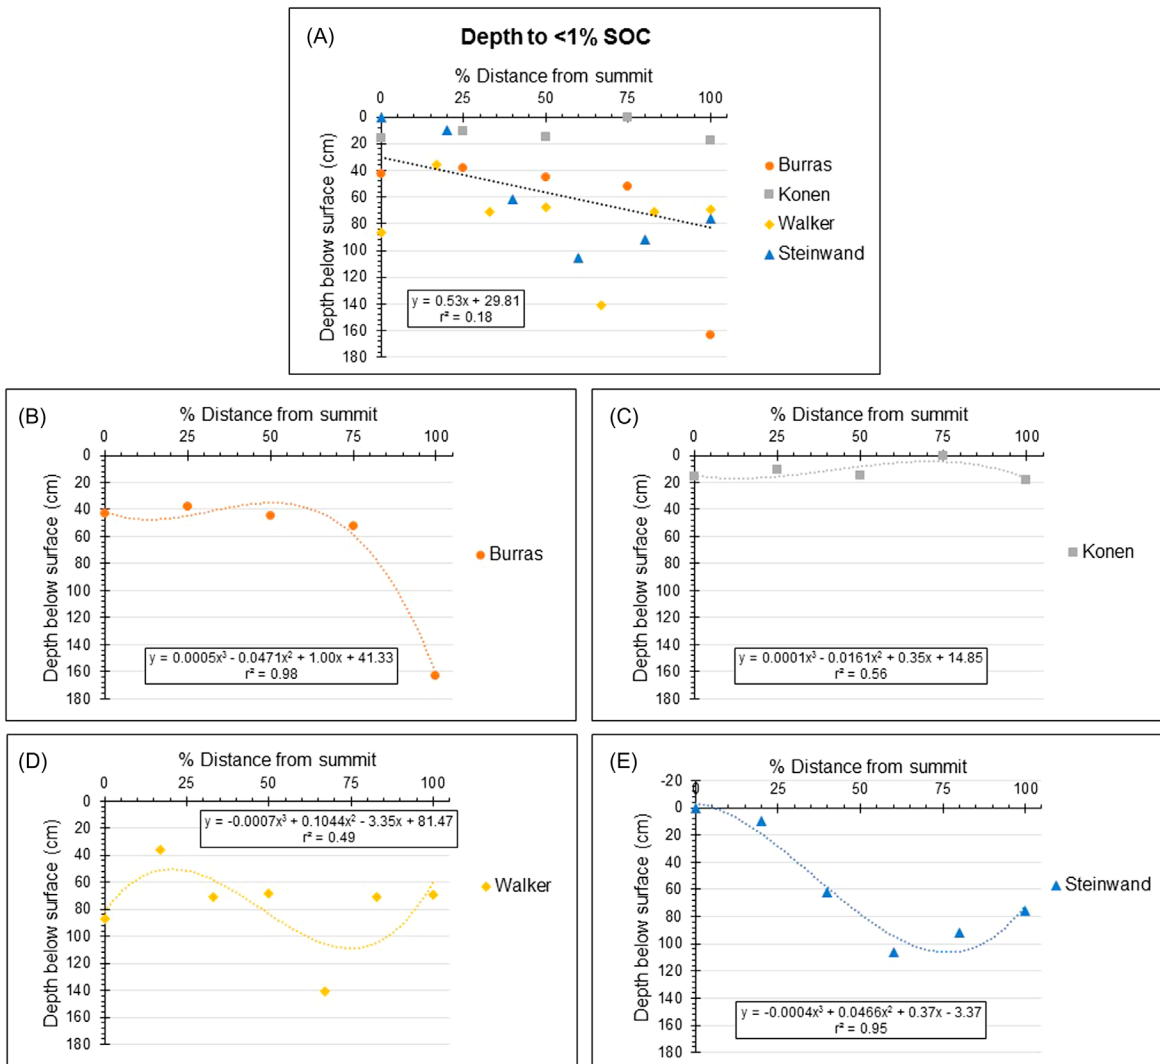 (A)
Depth to <1% SOC
% Distance from summit
0 25 50 75 100
Depth below surface (cm)
0
20
40
60
80
100
120
140
160
180
y = 0.53x + 29.81
r² = 0.18
Burras
Konen
Walker
Steinwand
(B)
% Distance from summit
0 25 50 75 100
Depth below surface (cm)
0
20
40
60
80
100
120
140
160
180
y = 0.0005x³ - 0.0471x² + 1.00x + 41.33
r² = 0.98
Burras
(C)
% Distance from summit
0 25 50 75 100
Depth below surface (cm)
0
20
40
60
80
100
120
140
160
180
y = 0.0001x³ - 0.0161x² + 0.35x + 14.85
r² = 0.56
Konen
(D)
% Distance from summit
0 25 50 75 100
Depth below surface (cm)
0
20
40
60
80
100
120
140
160
180
y = -0.0007x³ + 0.1044x² - 3.35x + 81.47
r² = 0.49
Walker
(E)
% Distance from summit
0 25 50 75 100
Depth below surface (cm)
-20
0
20
40
60
80
100
120
140
160
180
y = -0.0004x³ + 0.0466x² + 0.37x - 3.37
r² = 0.95
Steinwand